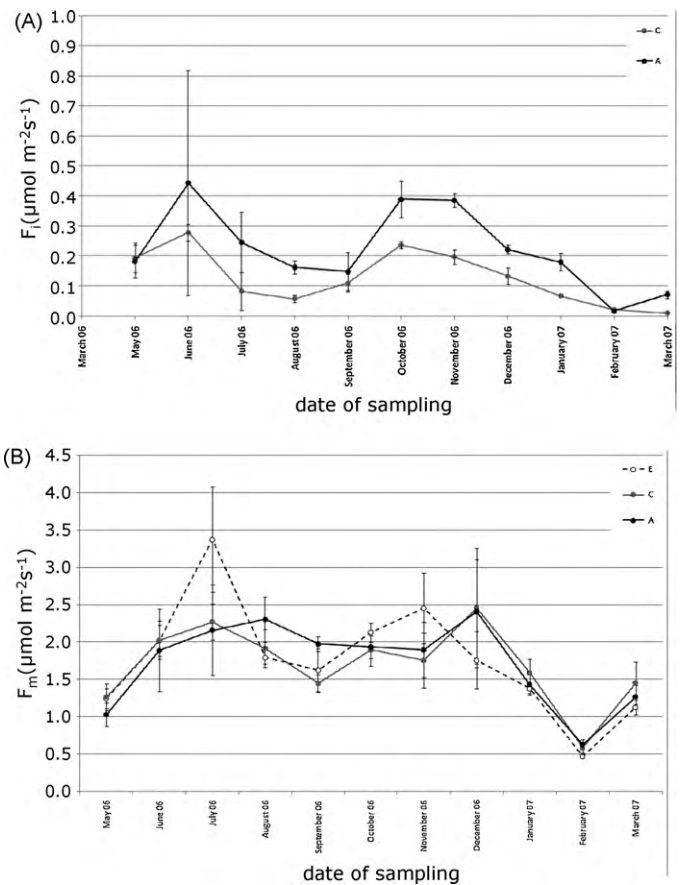 (A)
C
A
1.0
0.9
0.8
0.7
0.6
0.5
0.4
0.3
0.2
0.1
0.0
Fi(μmol m-2s-1)
March 06
May 06
June 06
July 06
August 06
September 06
October 06
November 06
December 06
January 07
February 07
March 07
date of sampling
(B)
E
C
A
4.5
4.0
3.5
3.0
2.5
2.0
1.5
1.0
0.5
0.0
Fm(μmol m-2s-1)
May 06
June 06
July 06
August 06
September 06
October 06
November 06
December 06
January 07
February 07
March 07
date of sampling